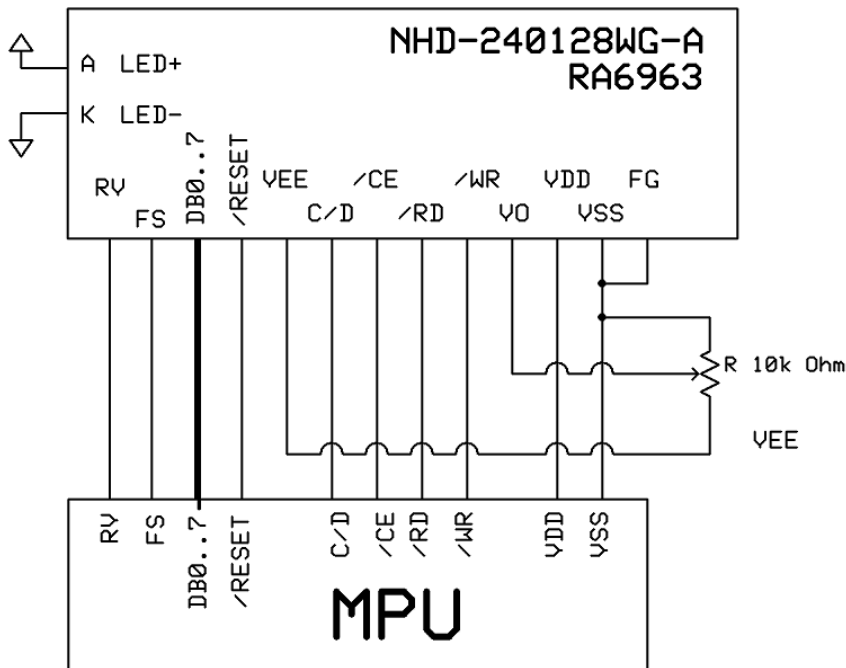 NHD-240128WG-A
RA6963
A LED+
K LED-
RV
FS
DB0..7
/RESET
VEE
C/D
/CE
/RD
/WR
VO
VDD
VSS
FG
R 10k Ohm
VEE
RV
FS
DB0..7
/RESET
C/D
/CE
/RD
/WR
VDD
VSS
MPU